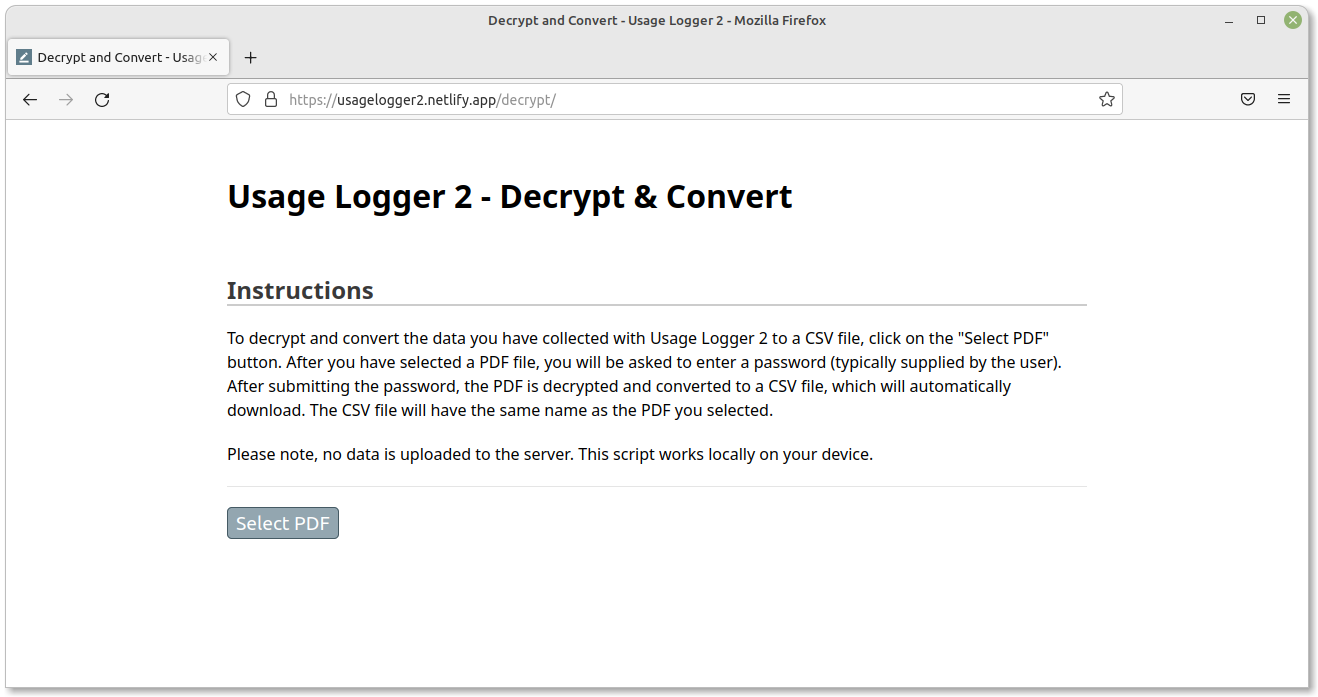 Decrypt and Convert - Usage Logger 2 - Mozilla Firefox
Decrypt and Convert - Usag
https://usagelogger2.netlify.app/decrypt/
Usage Logger 2 - Decrypt & Convert
Instructions
To decrypt and convert the data you have collected with Usage Logger 2 to a CSV file, click on the "Select PDF"
button. After you have selected a PDF file, you will be asked to enter a password (typically supplied by the user).
After submitting the password, the PDF is decrypted and converted to a CSV file, which will automatically
download. The CSV file will have the same name as the PDF you selected.
Please note, no data is uploaded to the server. This script works locally on your device.
Select PDF